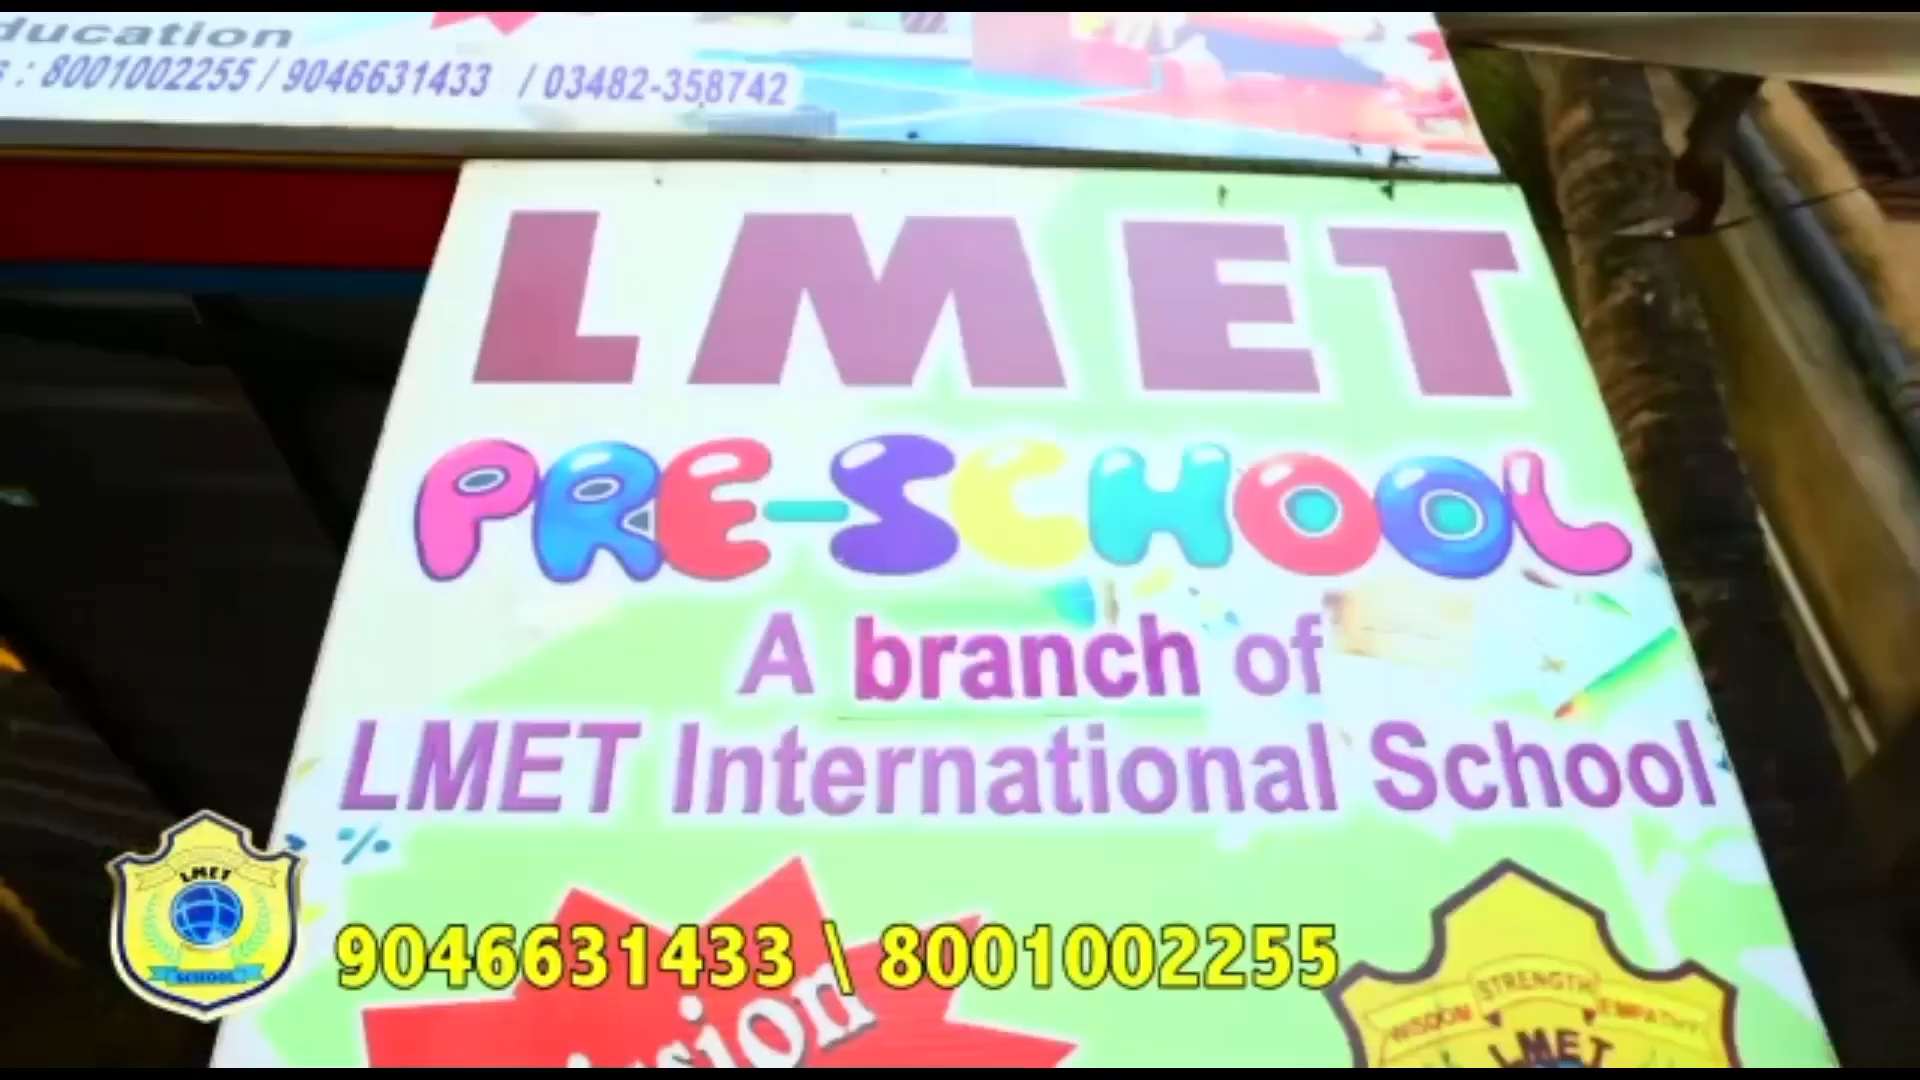 ducation
s : 8001002255 / 9046631433 / 03482-358742
LMET
PRE-SCHOOL
A branch of
LMET International School
LMET
SCHOOL
9046631433 \ 8001002255
STRENGTH
WISDOM EMPATHY
LMET